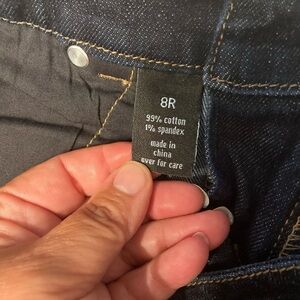 8R
99% cotton
1% spandex
made in
china
over for care